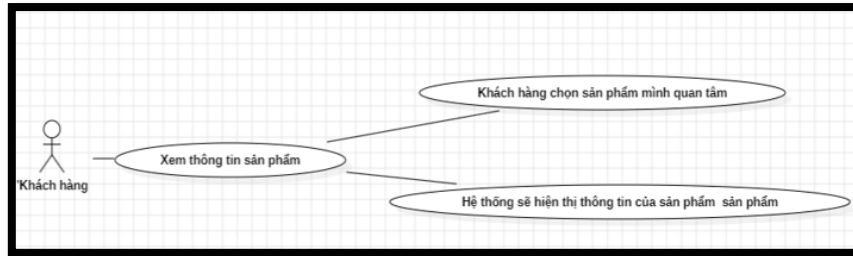 Khách hàng chọn sản phẩm mình quan tâm
Xem thông tin sản phẩm
Khách hàng
Hệ thống sẽ hiện thị thông tin của sản phẩm sản phẩm